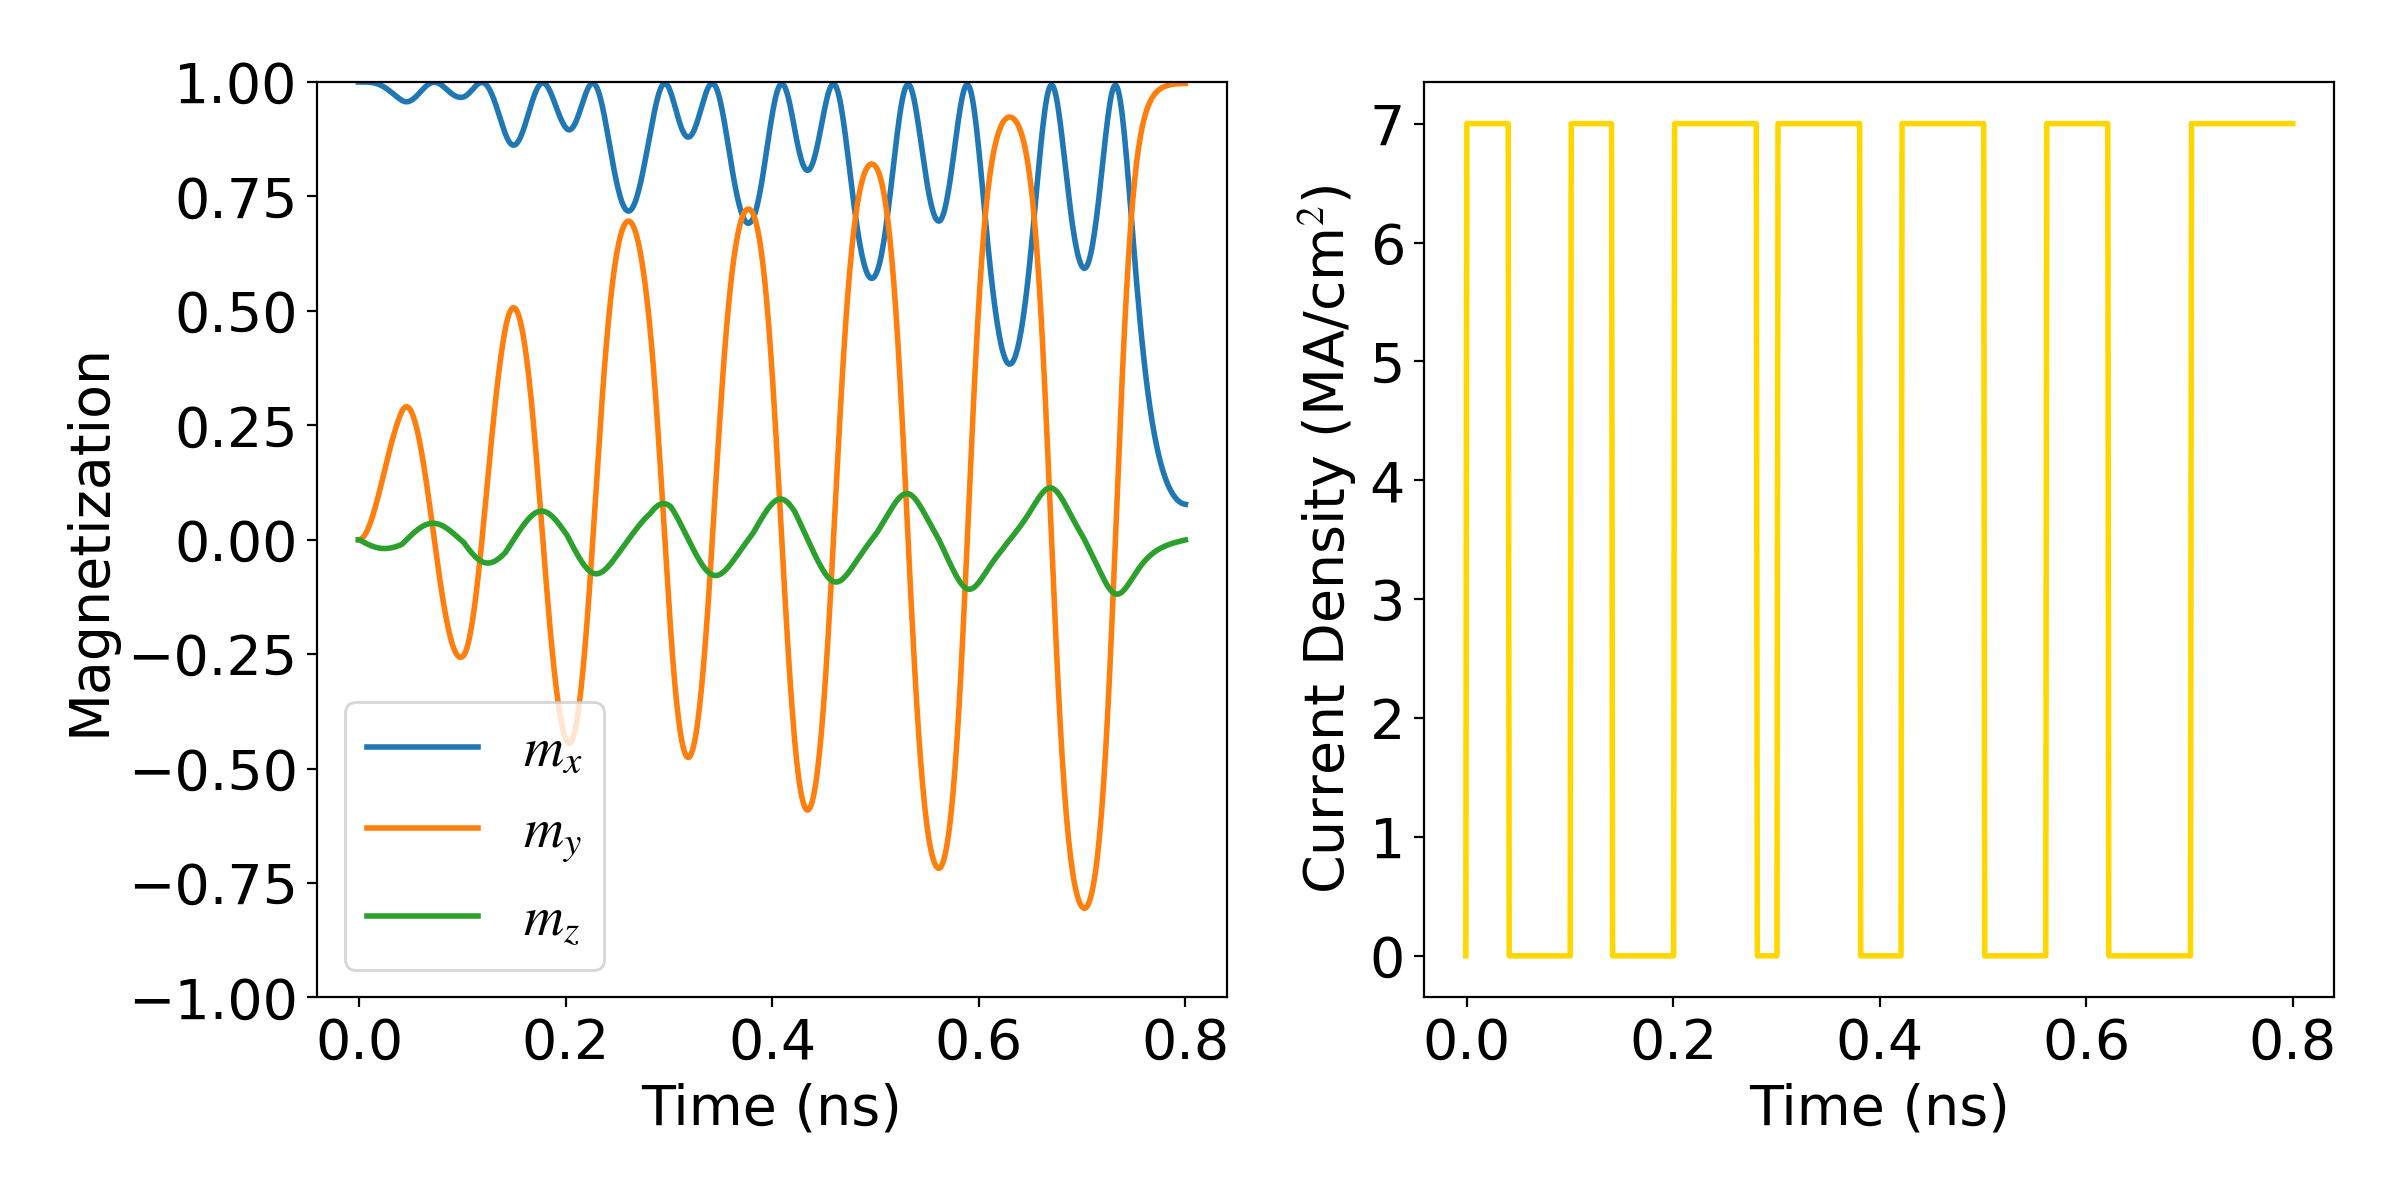 Magnetization
1.00
0.75
0.50
0.25
0.00
−0.25
−0.50
−0.75
−1.00
m_x
m_y
m_z
0.0 0.2 0.4 0.6 0.8
Time (ns)
Current Density (MA/cm²)
7
6
5
4
3
2
1
0
0.0 0.2 0.4 0.6 0.8
Time (ns)